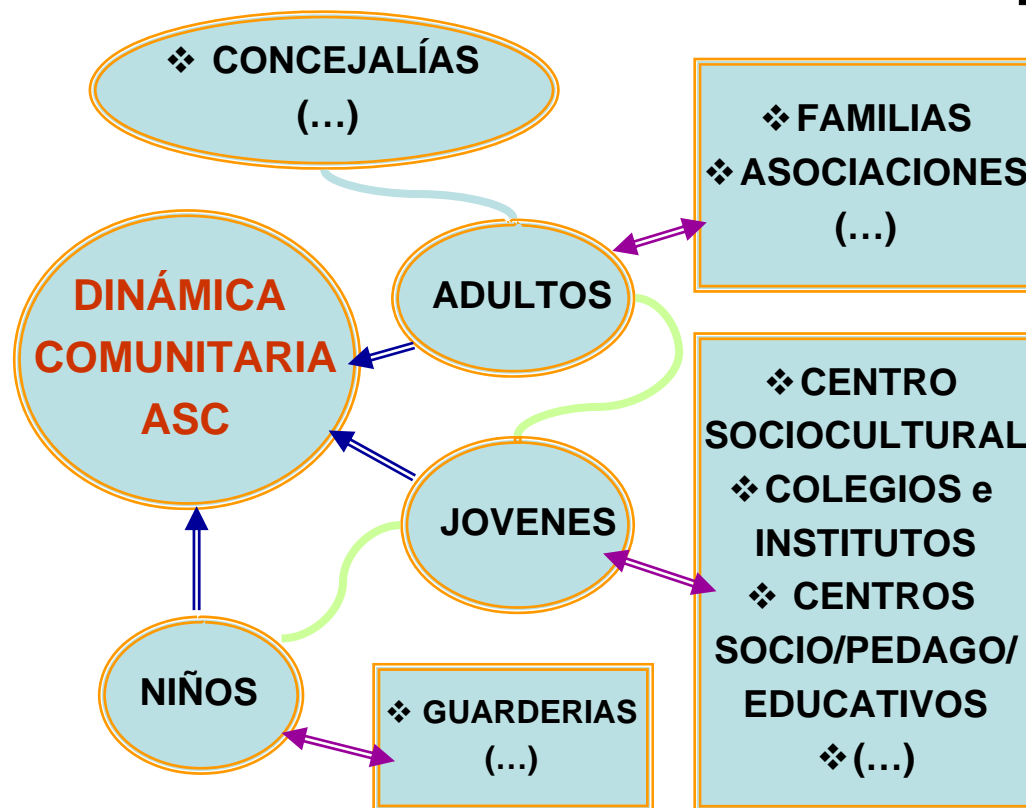 ❖ CONCEJALÍAS
(…)
❖ FAMILIAS
❖ ASOCIACIONES
(…)
DINÁMICA
COMUNITARIA
ASC
ADULTOS
❖ CENTRO
SOCIOCULTURAL
❖ COLEGIOS e
INSTITUTOS
❖ CENTROS
SOCIO/PEDAGO/
EDUCATIVOS
❖ (…)
JOVENES
NIÑOS
❖ GUARDERIAS
(…)